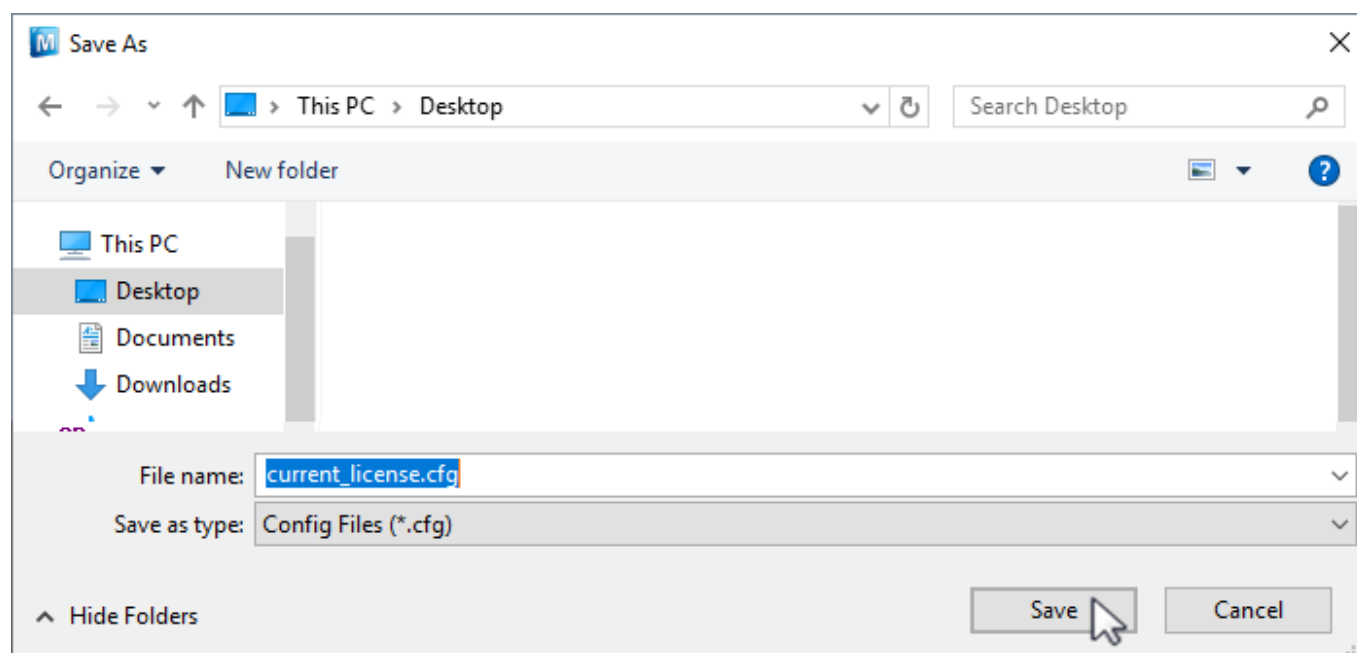 Save As
This PC > Desktop
Search Desktop
Organize
New folder
?
This PC
Desktop
Documents
Downloads
File name: current_license.cfg
Save as type: Config Files (*.cfg)
Hide Folders
Save
Cancel